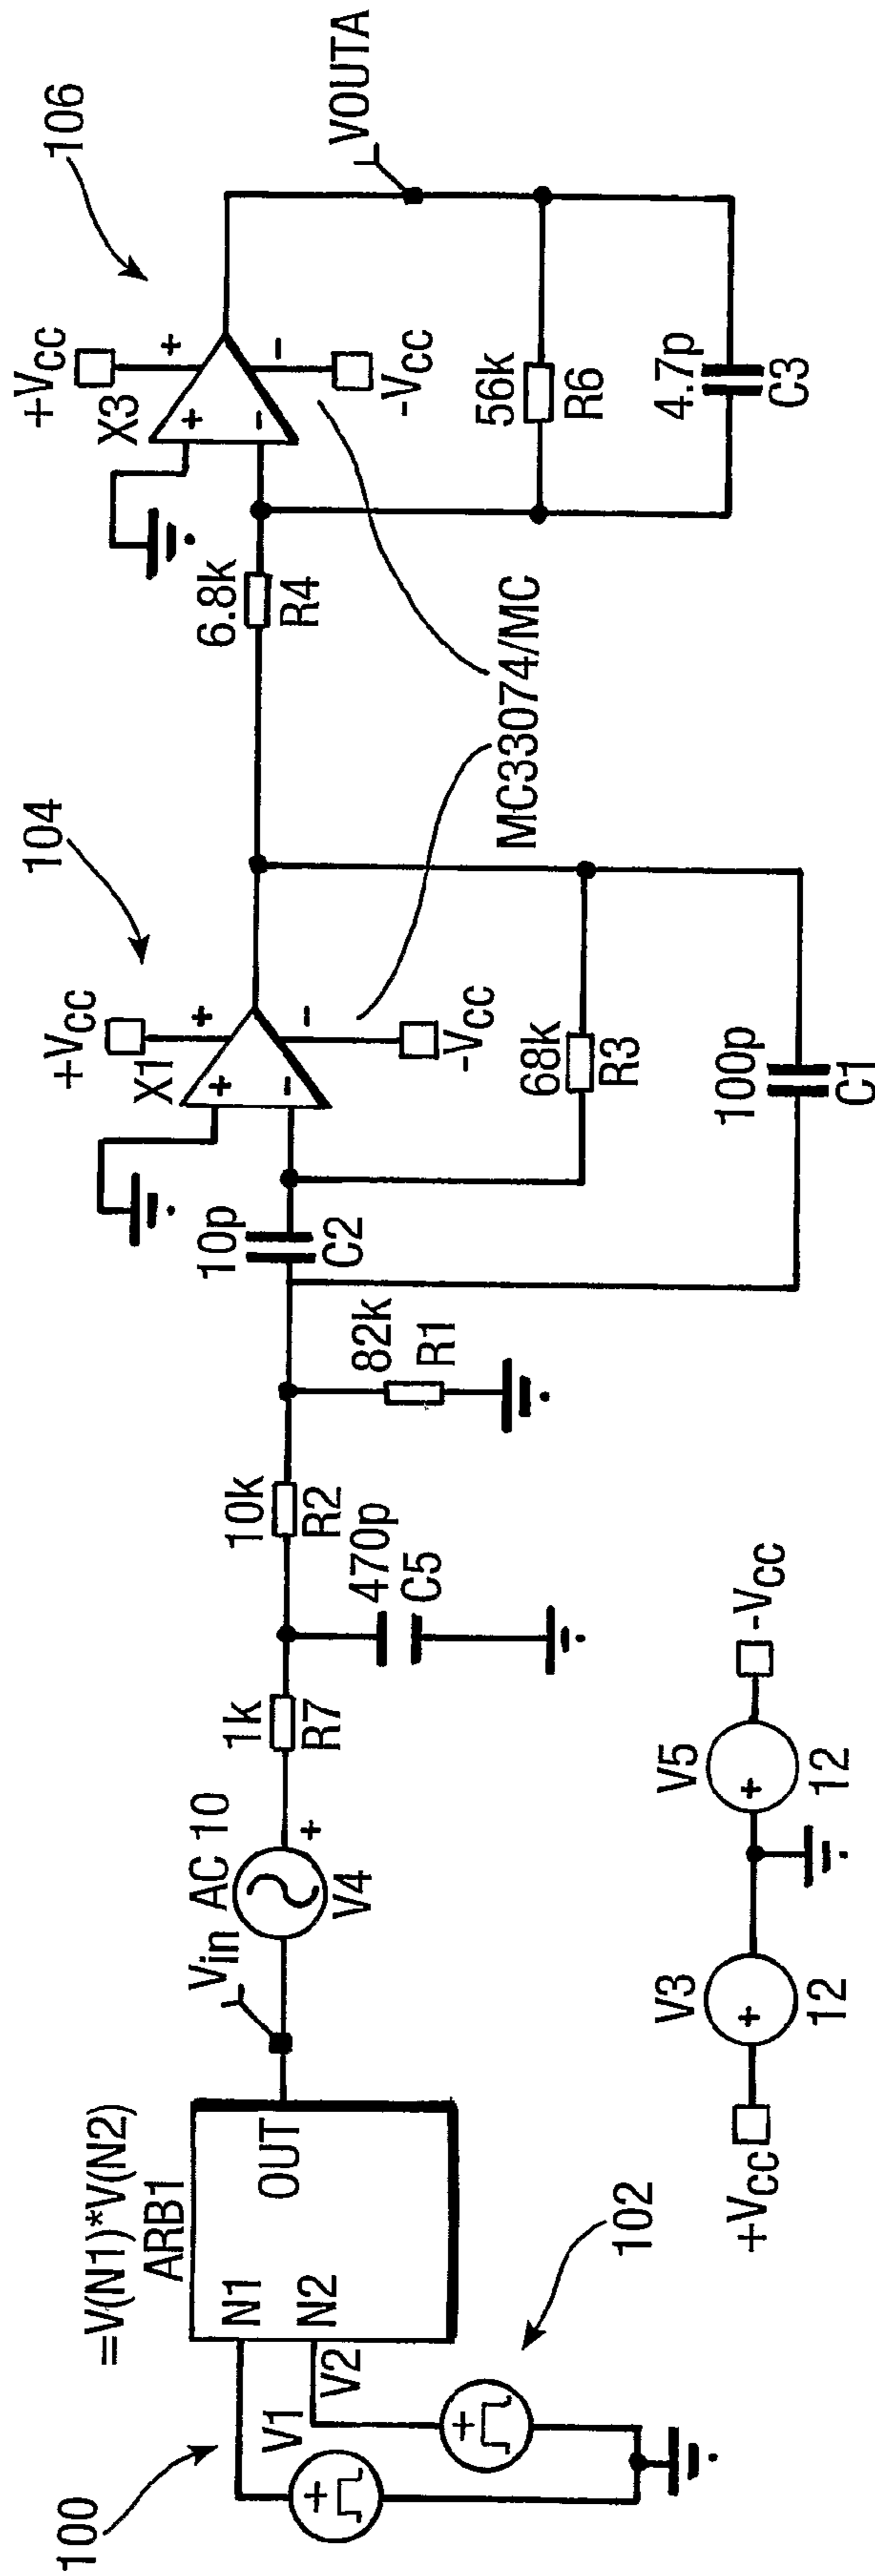 100
V1
V2
102
=V(N1)*V(N2)
ARB1
N1
N2
OUT
Vin
AC 10
+
V4
1k
R7
470p
C5
10k
R2
82k
R1
10p
C2
104
+Vcc
X1
+
-
+
-
-Vcc
68k
R3
100p
C1
MC33074/MC
6.8k
R4
106
+Vcc
X3
+
-
+
-
-Vcc
56k
R6
4.7p
C3
VOUTA
+Vcc
V3
+
12
V5
+
12
-Vcc
+
+